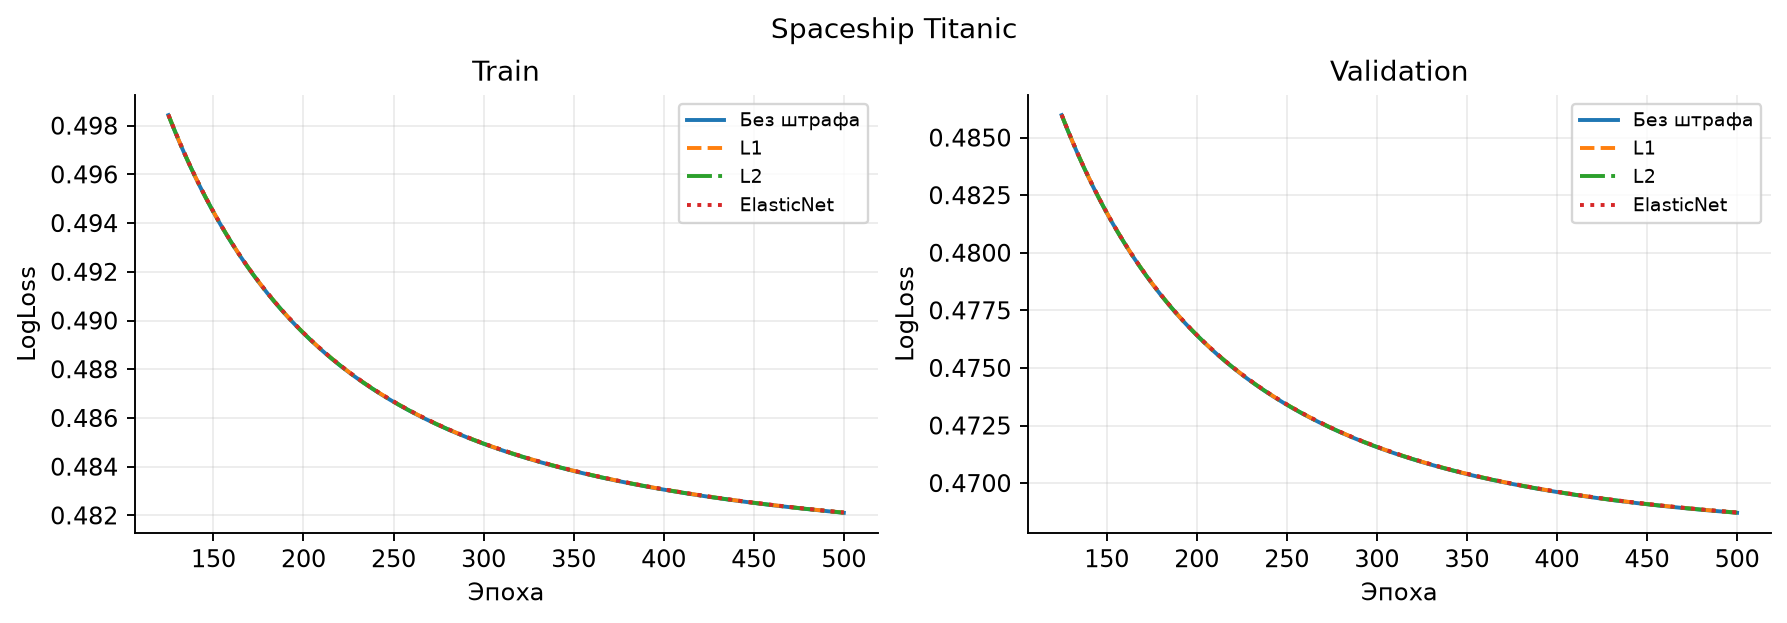 Spaceship Titanic
Train
LogLoss
0.498
0.496
0.494
0.492
0.490
0.488
0.486
0.484
0.482
150 200 250 300 350 400 450 500
Эпоха
Без штрафа
L1
L2
ElasticNet
Validation
LogLoss
0.4850
0.4825
0.4800
0.4775
0.4750
0.4725
0.4700
150 200 250 300 350 400 450 500
Эпоха
Без штрафа
L1
L2
ElasticNet